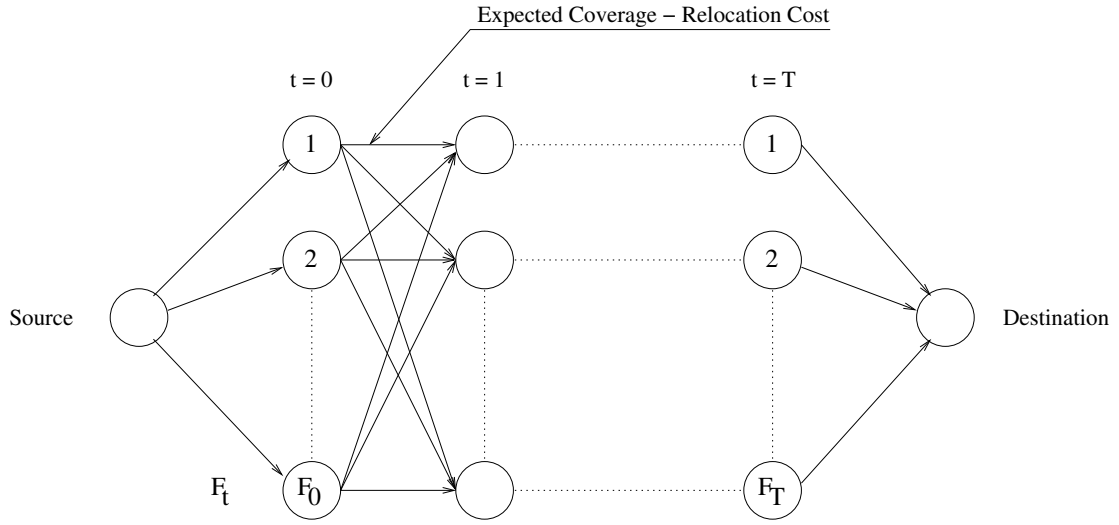 Expected Coverage – Relocation Cost
t = 0 t = 1 t = T
1 1
2 2
Source Destination
F_t F_0 F_T